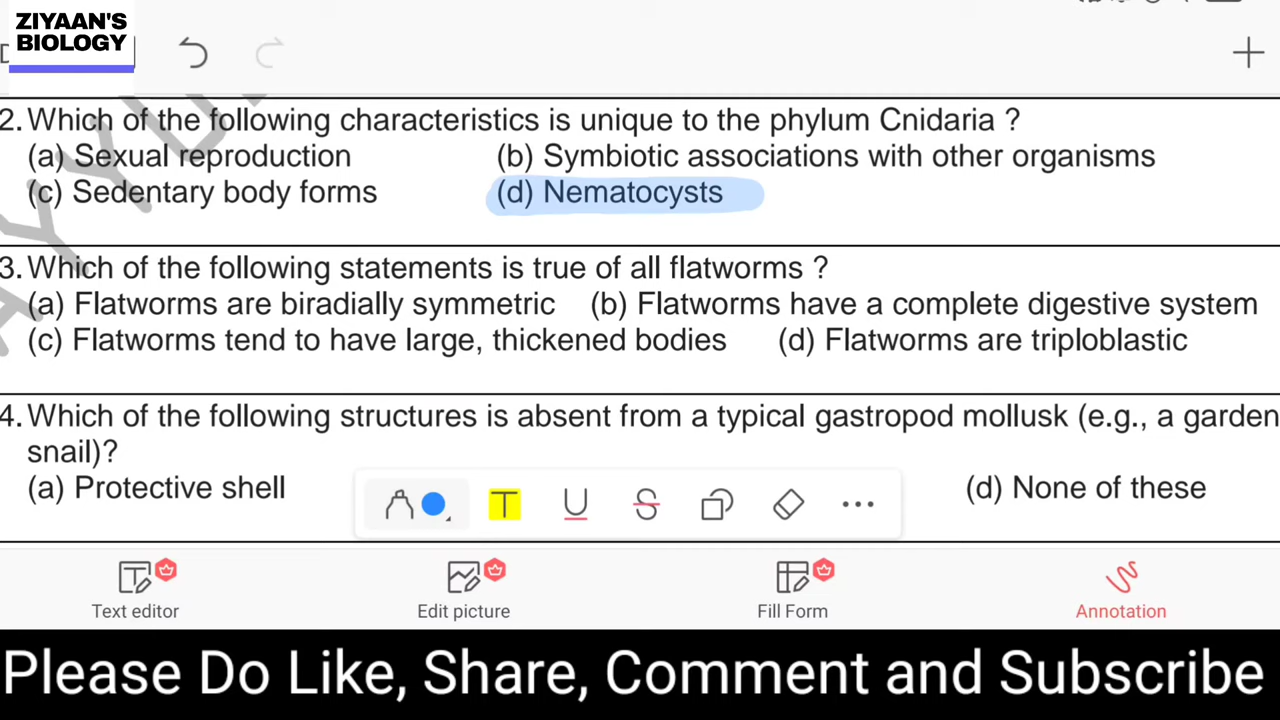 ZIYAAN'S
BIOLOGY
2. Which of the following characteristics is unique to the phylum Cnidaria ?
(a) Sexual reproduction (b) Symbiotic associations with other organisms
(c) Sedentary body forms (d) Nematocysts
3. Which of the following statements is true of all flatworms ?
(a) Flatworms are biradially symmetric (b) Flatworms have a complete digestive system
(c) Flatworms tend to have large, thickened bodies (d) Flatworms are triploblastic
4. Which of the following structures is absent from a typical gastropod mollusk (e.g., a garden
snail)?
(a) Protective shell (d) None of these
T
U
S
Text editor Edit picture Fill Form Annotation
Please Do Like, Share, Comment and Subscribe